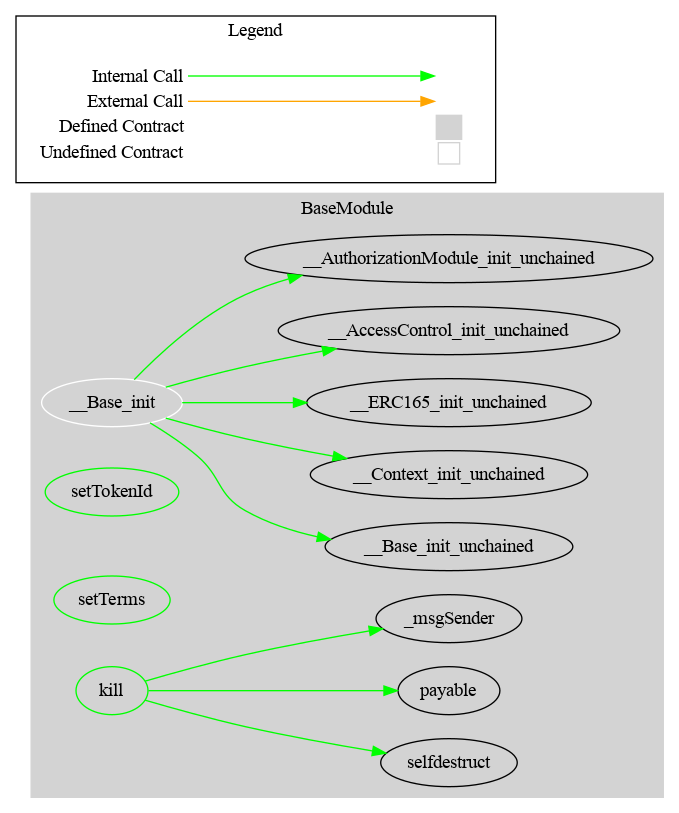 Legend
Internal Call
External Call
Defined Contract
Undefined Contract
BaseModule
__AuthorizationModule_init_unchained
__AccessControl_init_unchained
__Base_init
__ERC165_init_unchained
__Context_init_unchained
setTokenId
__Base_init_unchained
setTerms
_msgSender
kill
payable
selfdestruct